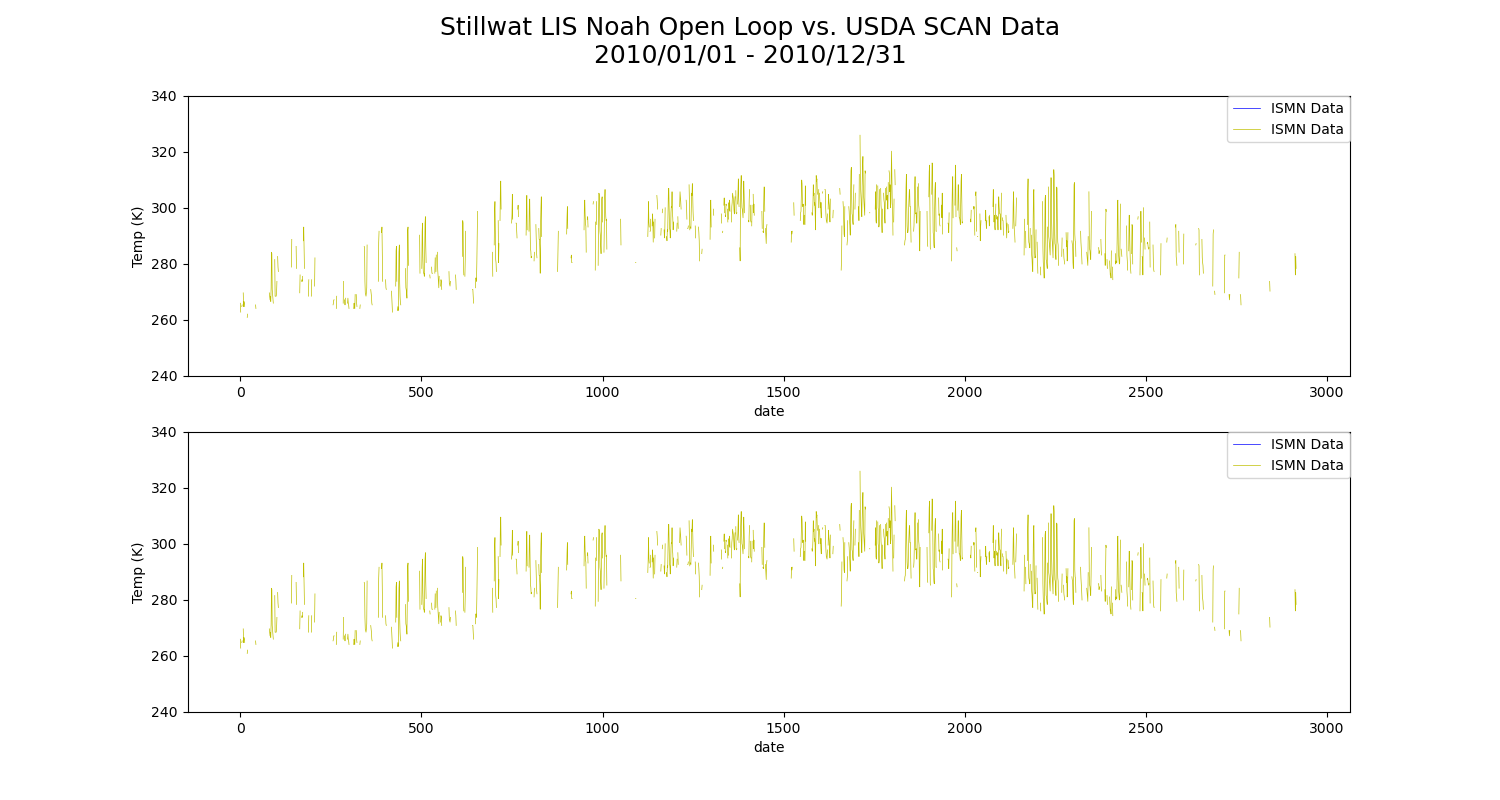 Stillwat LIS Noah Open Loop vs. USDA SCAN Data
2010/01/01 - 2010/12/31
340
320
300
280
260
240
Temp (K)
ISMN Data
ISMN Data
0 500 1000 1500 2000 2500 3000
date
340
320
300
280
260
240
Temp (K)
ISMN Data
ISMN Data
0 500 1000 1500 2000 2500 3000
date